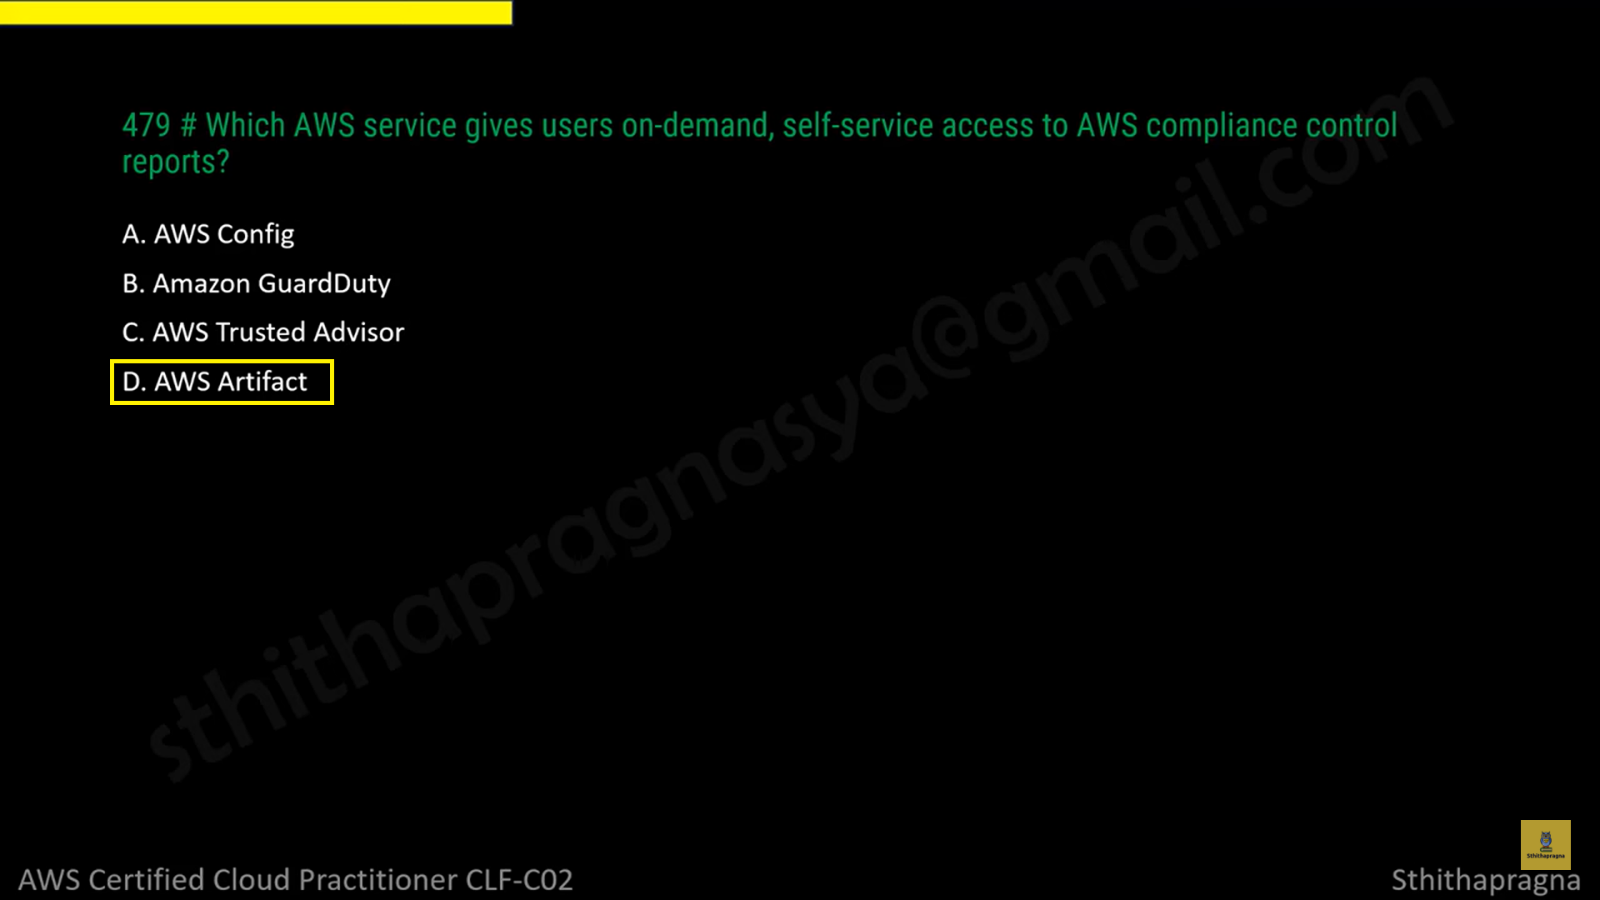 479 # Which AWS service gives users on-demand, self-service access to AWS compliance control
reports?
A. AWS Config
B. Amazon GuardDuty
C. AWS Trusted Advisor
D. AWS Artifact
sthithapragnasya@gmail.com
Sthithapragna
AWS Certified Cloud Practitioner CLF-C02
Sthithapragna